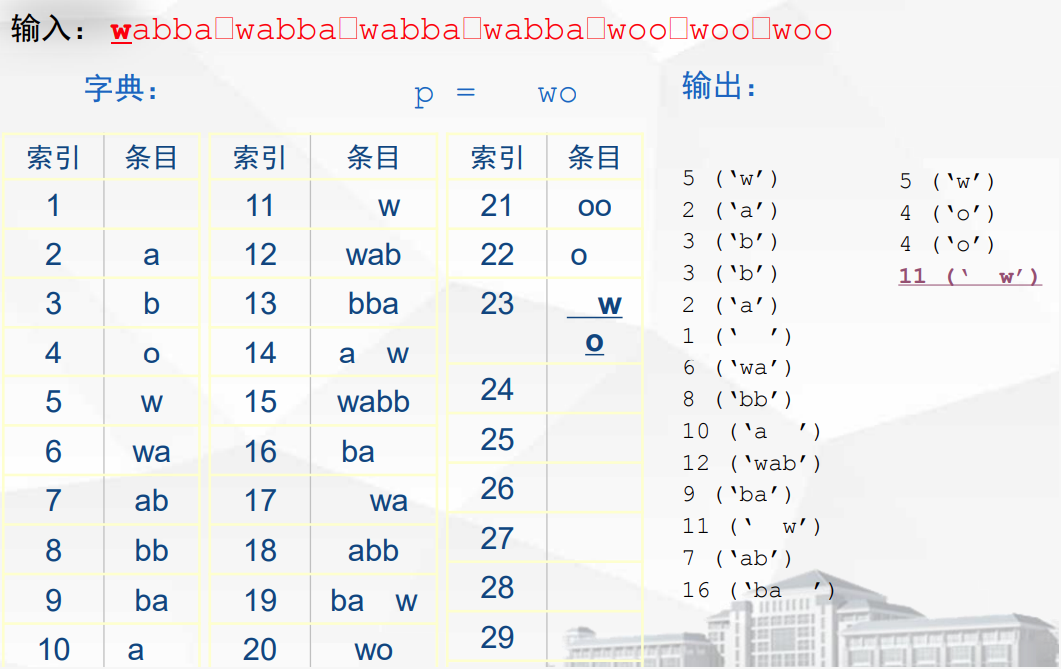 输入: wabba□wabba□wabba□wabba□woo□woo□woo
字典:
p = wo
输出:
索引 条目 索引 条目 索引 条目
1 11 w 21 oo
2 a 12 wab 22 o
3 b 13 bba 23 w
o
4 o 14 a w 24
5 w 15 wabb 25
6 wa 16 ba 26
7 ab 17 wa 27
8 bb 18 abb 28
9 ba 19 ba w 29
10 a 20 wo
5 (‘w’)
2 (‘a’)
3 (‘b’)
3 (‘b’)
2 (‘a’)
1 (‘ ’)
6 (‘wa’)
8 (‘bb’)
10 (‘a ’)
12 (‘wab’)
9 (‘ba’)
11 (‘ w’)
7 (‘ab’)
16 (‘ba ’)
5 (‘w’)
4 (‘o’)
4 (‘o’)
11 (‘ w’)